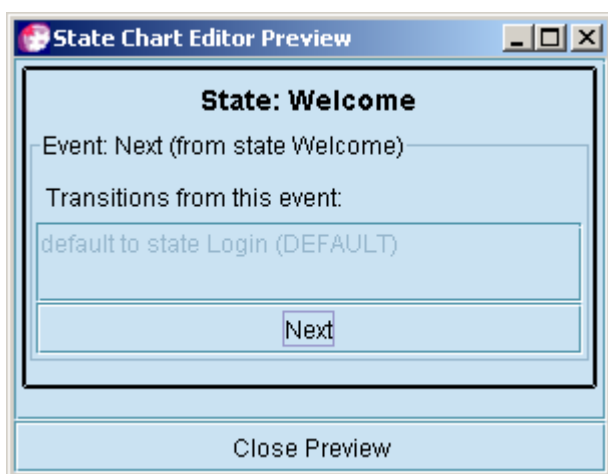 State Chart Editor Preview
State: Welcome
Event: Next (from state Welcome)
Transitions from this event:
default to state Login (DEFAULT)
Next
Close Preview